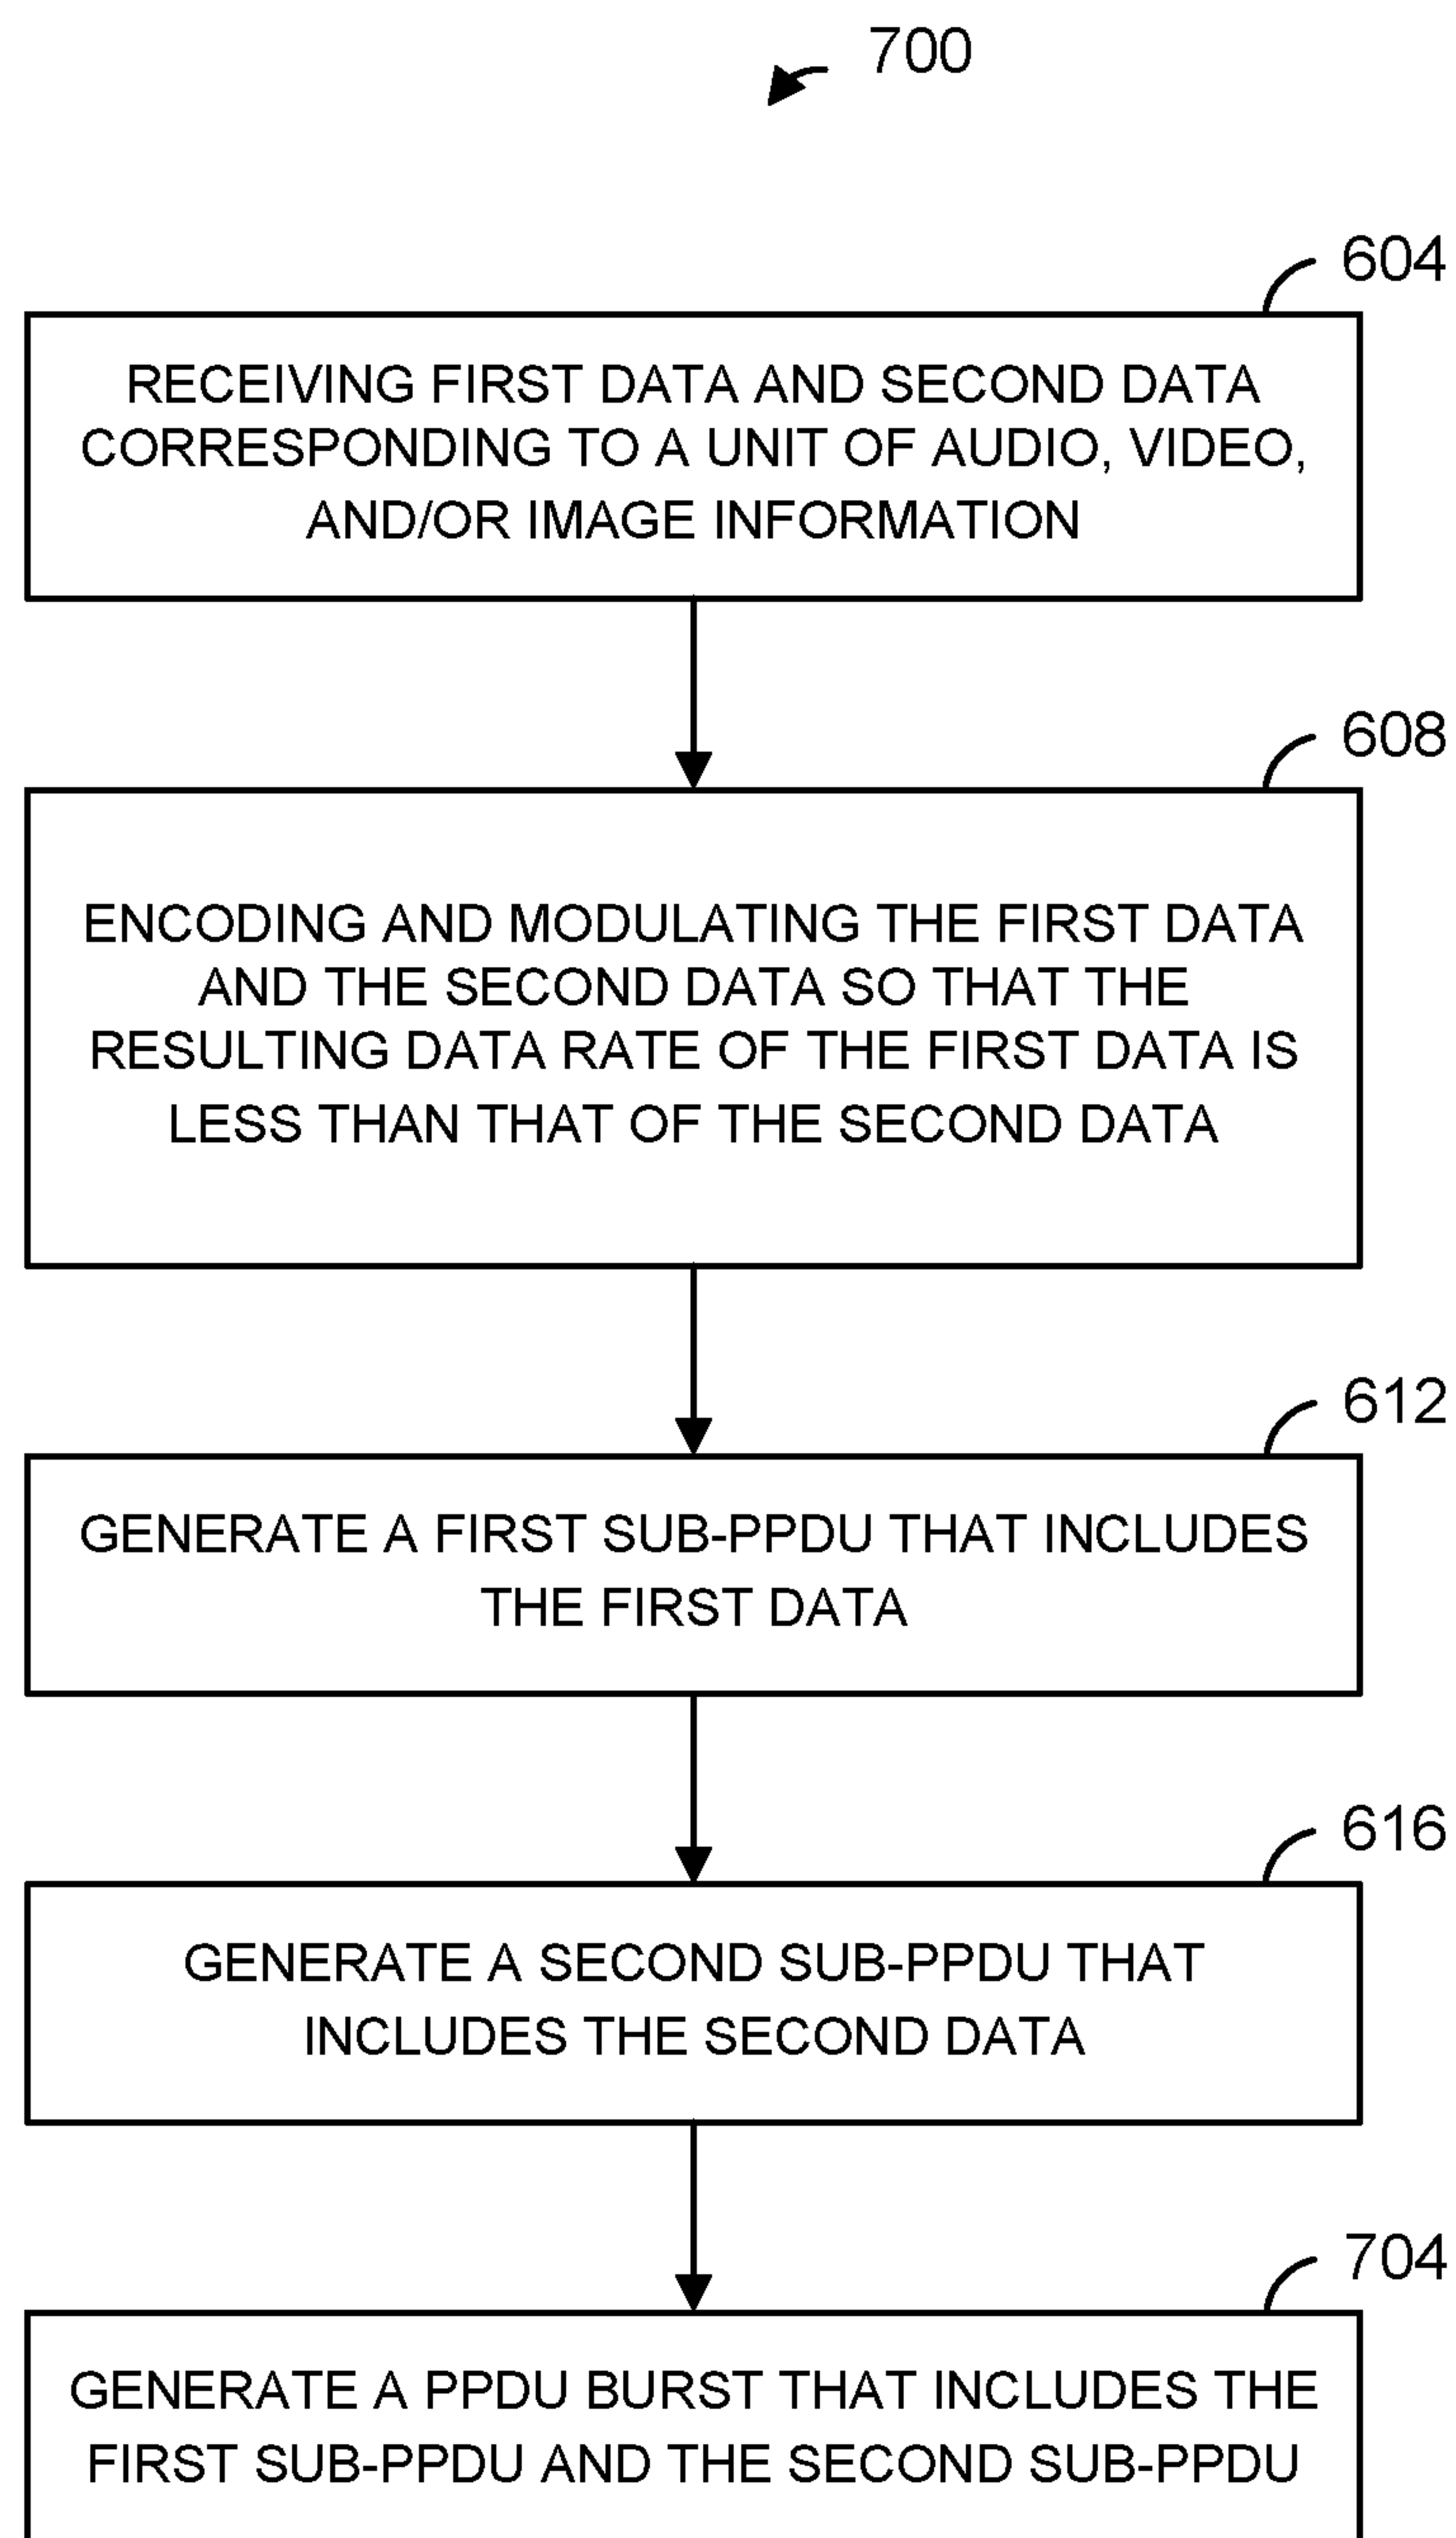 700
604
RECEIVING FIRST DATA AND SECOND DATA
CORRESPONDING TO A UNIT OF AUDIO, VIDEO,
AND/OR IMAGE INFORMATION
608
ENCODING AND MODULATING THE FIRST DATA
AND THE SECOND DATA SO THAT THE
RESULTING DATA RATE OF THE FIRST DATA IS
LESS THAN THAT OF THE SECOND DATA
612
GENERATE A FIRST SUB-PPDU THAT INCLUDES
THE FIRST DATA
616
GENERATE A SECOND SUB-PPDU THAT
INCLUDES THE SECOND DATA
704
GENERATE A PPDU BURST THAT INCLUDES THE
FIRST SUB-PPDU AND THE SECOND SUB-PPDU